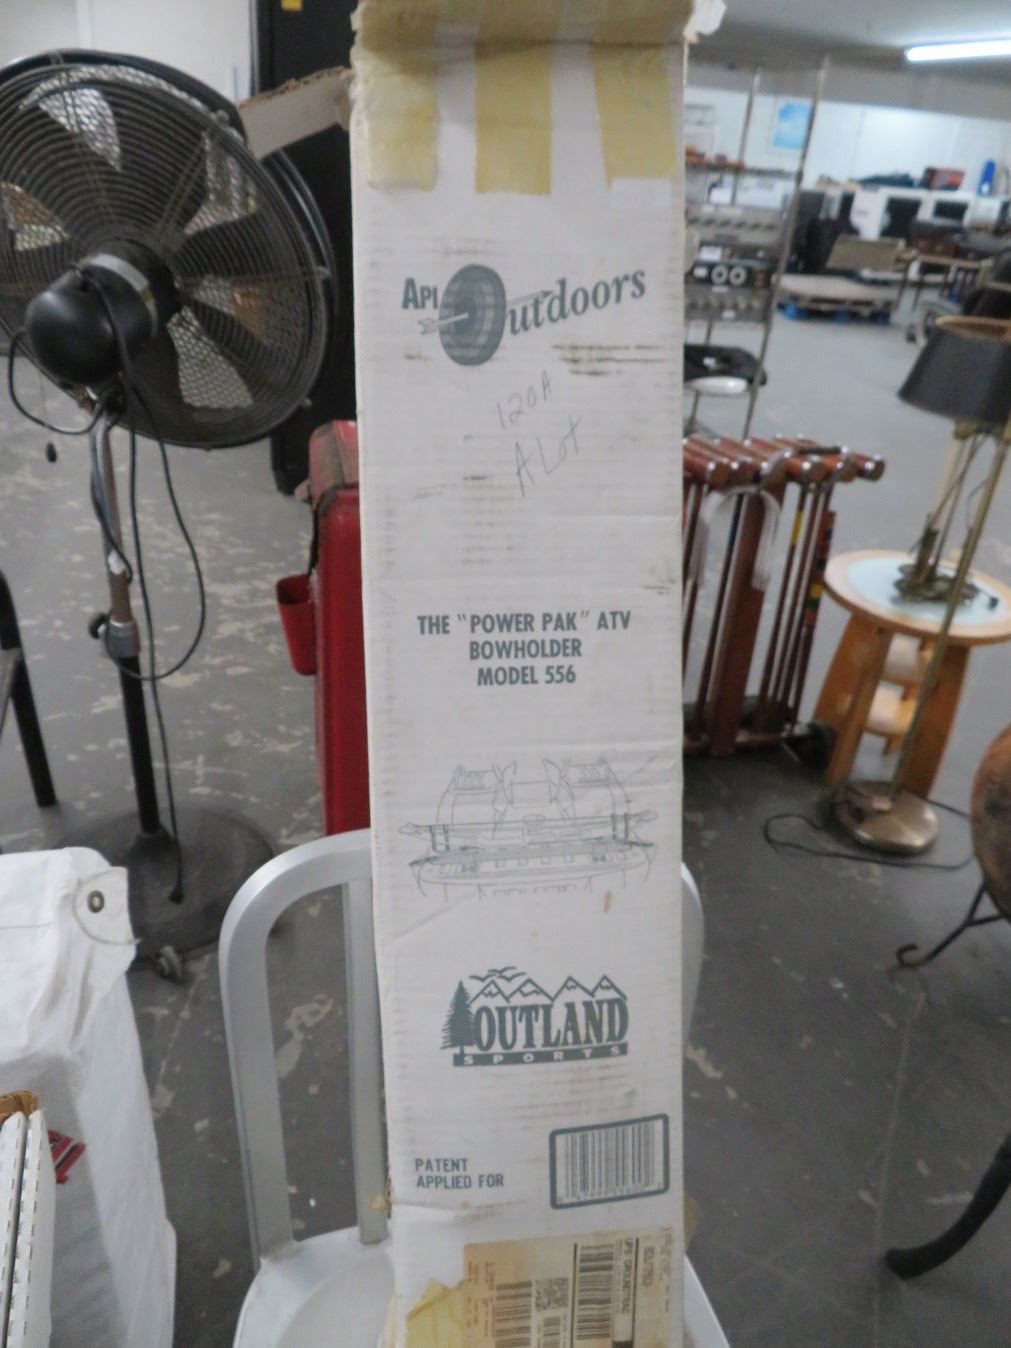 API Outdoors
120A
A Lot
THE "POWER PAK" ATV
BOWHOLDER
MODEL 556
OUTLAND
SPORTS
PATENT
APPLIED FOR